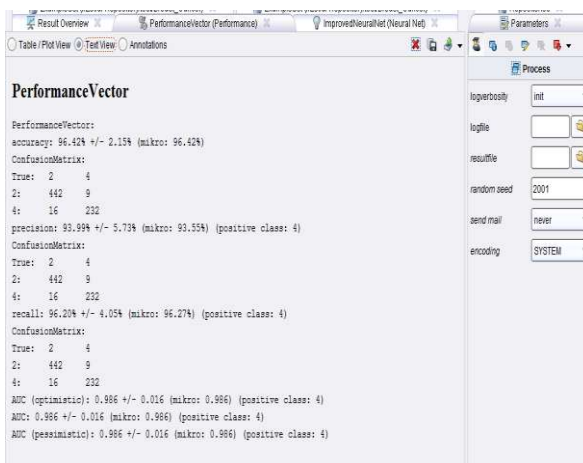 Result Overview
PerformanceVector (Performance)
ImprovedNeuralNet (Neural Net)
Parameters
Table / Plot View Text View Annotations
Process
PerformanceVector
logverbosity init
logfile
resultfile
random seed 2001
send mail never
encoding SYSTEM
PerformanceVector:
accuracy: 96.42% +/- 2.15% (mikro: 96.42%)
ConfusionMatrix:
True: 2 4
2: 442 9
4: 16 232
precision: 93.99% +/- 5.73% (mikro: 93.55%) (positive class: 4)
ConfusionMatrix:
True: 2 4
2: 442 9
4: 16 232
recall: 96.20% +/- 4.05% (mikro: 96.27%) (positive class: 4)
ConfusionMatrix:
True: 2 4
2: 442 9
4: 16 232
AUC (optimistic): 0.986 +/- 0.016 (mikro: 0.986) (positive class: 4)
AUC: 0.986 +/- 0.016 (mikro: 0.986) (positive class: 4)
AUC (pessimistic): 0.986 +/- 0.016 (mikro: 0.986) (positive class: 4)